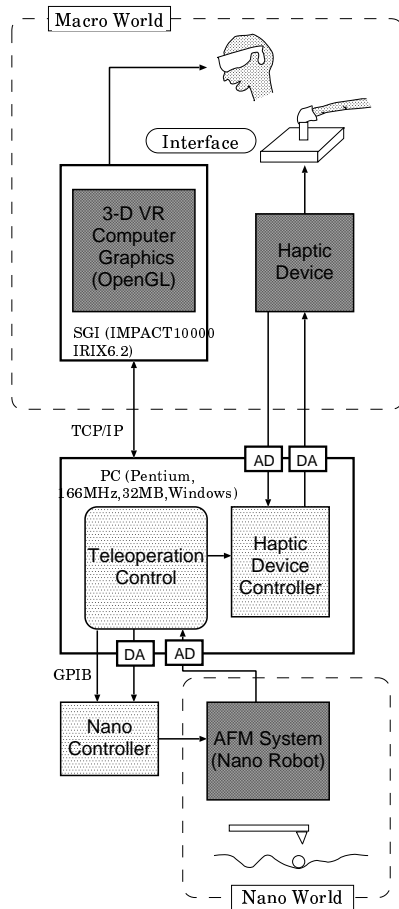 Macro World
Interface
3-D VR
Computer
Graphics
(OpenGL)
SGI (IMPACT10000
IRIX6.2)
Haptic
Device
TCP/IP
AD
DA
PC (Pentium,
166MHz,32MB,Windows)
Teleoperation
Control
Haptic
Device
Controller
DA
AD
GPIB
Nano
Controller
AFM System
(Nano Robot)
Nano World